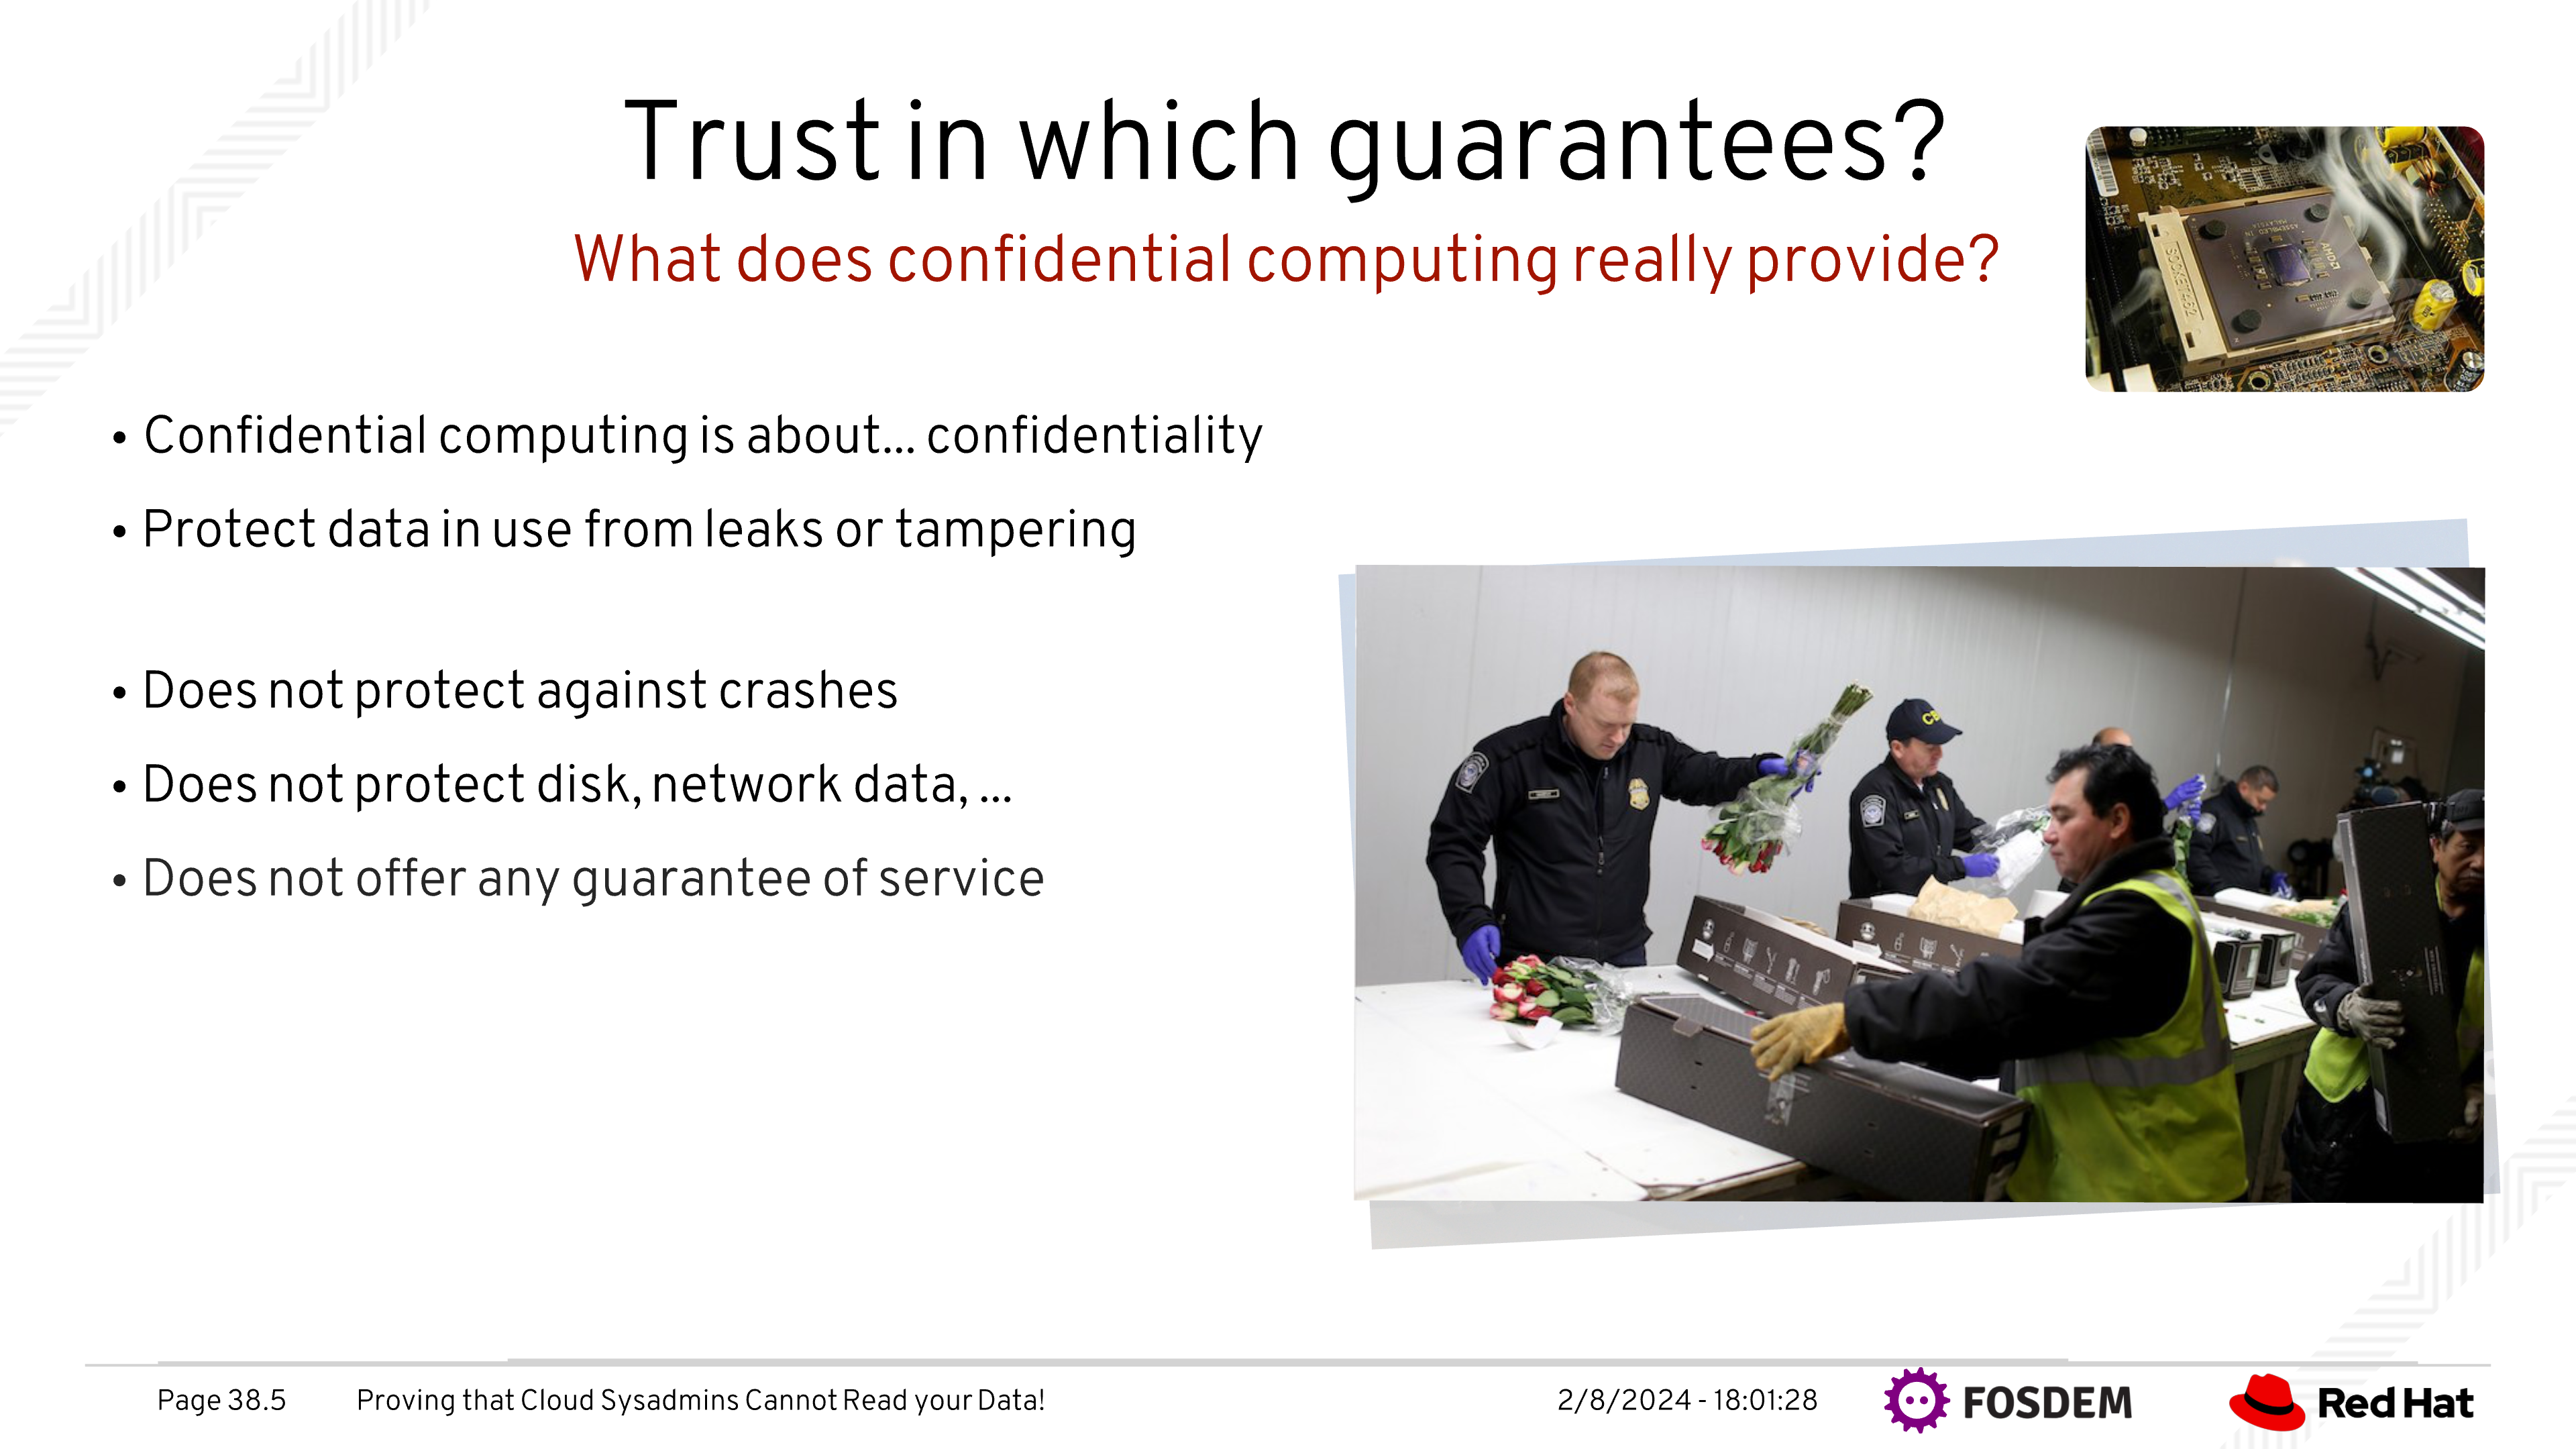 Trust in which guarantees?
What does confidential computing really provide?
• Confidential computing is about... confidentiality
• Protect data in use from leaks or tampering
• Does not protect against crashes
• Does not protect disk, network data, ...
• Does not offer any guarantee of service
AMD
SOCKET 462
Page 38.5
Proving that Cloud Sysadmins Cannot Read your Data!
2/8/2024 - 18:01:28
FOSDEM
Red Hat